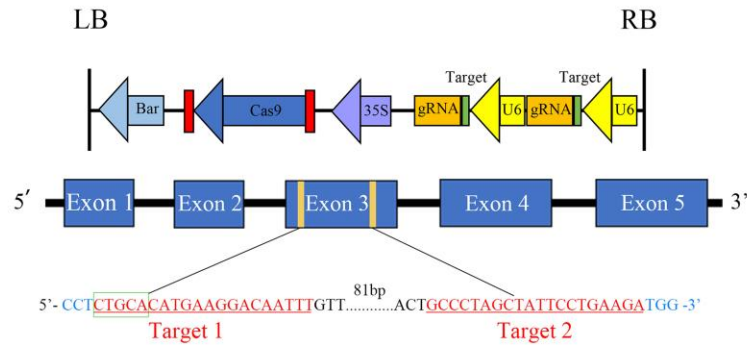 LB RB
Target Target
Bar Cas9 35S gRNA U6 gRNA U6
5′ Exon 1 Exon 2 Exon 3 Exon 4 Exon 5 3’
81bp
5’- CCTCTGCACATGAAGGACAATTTGTT............ACTGCCCTAGCTATTCCTGAAGATGG -3’
Target 1 Target 2